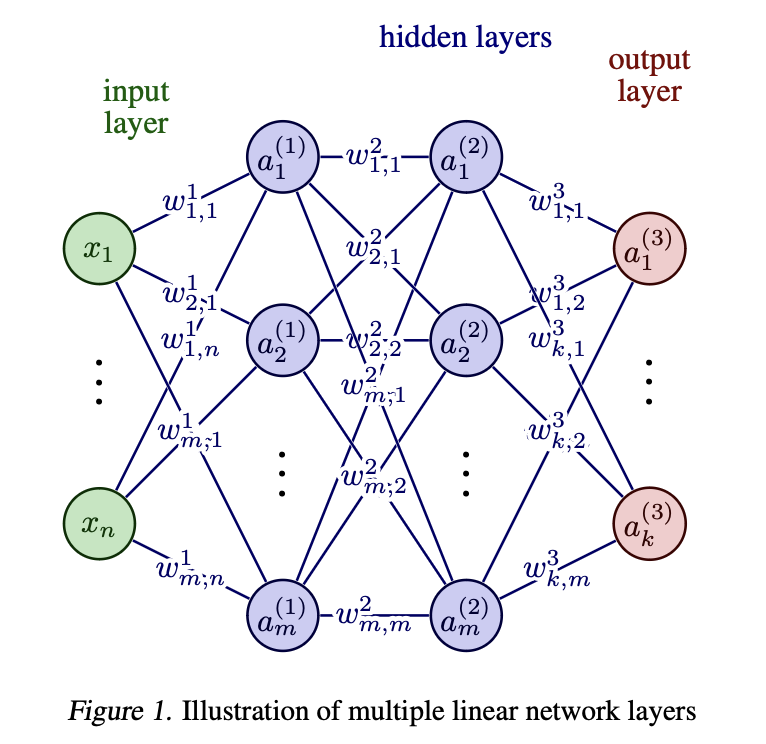 hidden layers
output
layer
input
layer
a_1^{(1)} w_{1,1}^2 a_1^{(2)}
w_{1,1}^1 w_{1,1}^3
x_1 w_{2,1}^2 a_1^{(3)}
w_{2,1}^1 w_{1,2}^3
w_{1,n}^1 a_2^{(1)} w_{2,2}^2 a_2^{(2)} w_{k,1}^3
w_{m,1}^2
w_{m,1}^1 w_{k,2}^3
w_{m,2}^2
x_n a_k^{(3)}
w_{m,n}^1 w_{k,m}^3
a_m^{(1)} w_{m,m}^2 a_m^{(2)}
Figure 1. Illustration of multiple linear network layers